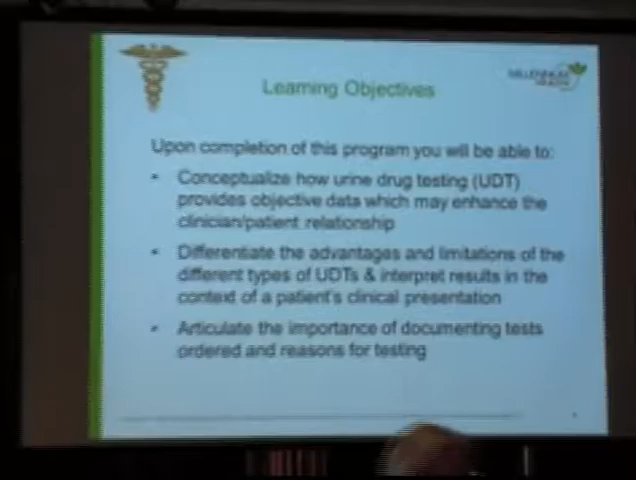 Learning Objectives
MILLENNIUM
HEALTH
Upon completion of this program you will be able to:
• Conceptualize how urine drug testing (UDT)
provides objective data which may enhance the
clinician/patient relationship
• Differentiate the advantages and limitations of the
different types of UDTs & interpret results in the
context of a patient's clinical presentation
• Articulate the importance of documenting tests
ordered and reasons for testing